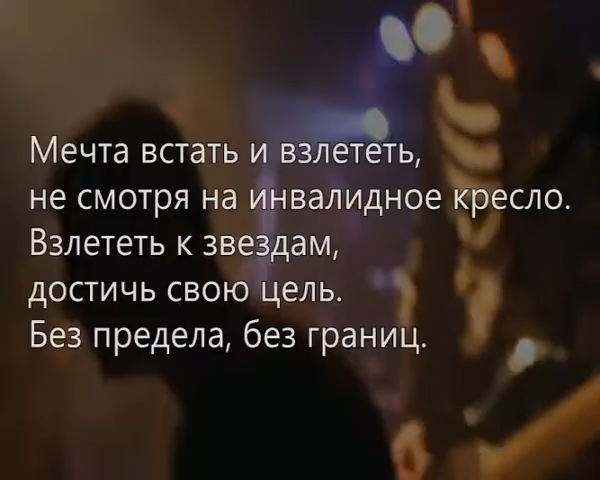 Мечта встать и взлететь,
не смотря на инвалидное кресло.
Взлететь к звездам,
достичь свою цель.
Без предела, без границ.